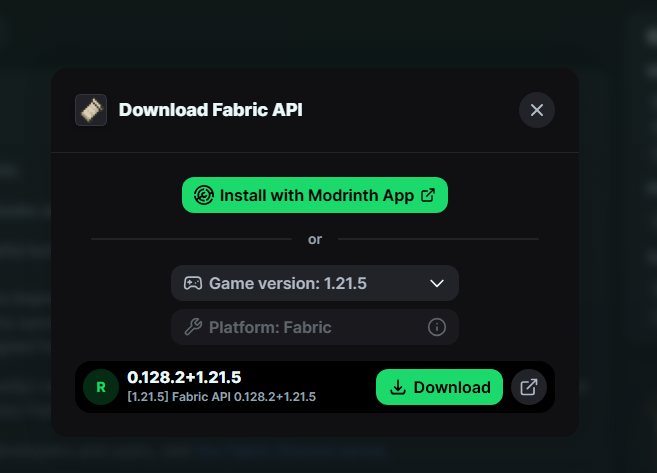 Download Fabric API
Install with Modrinth App
or
Game version: 1.21.5
Platform: Fabric
R
0.128.2+1.21.5
[1.21.5] Fabric API 0.128.2+1.21.5
Download